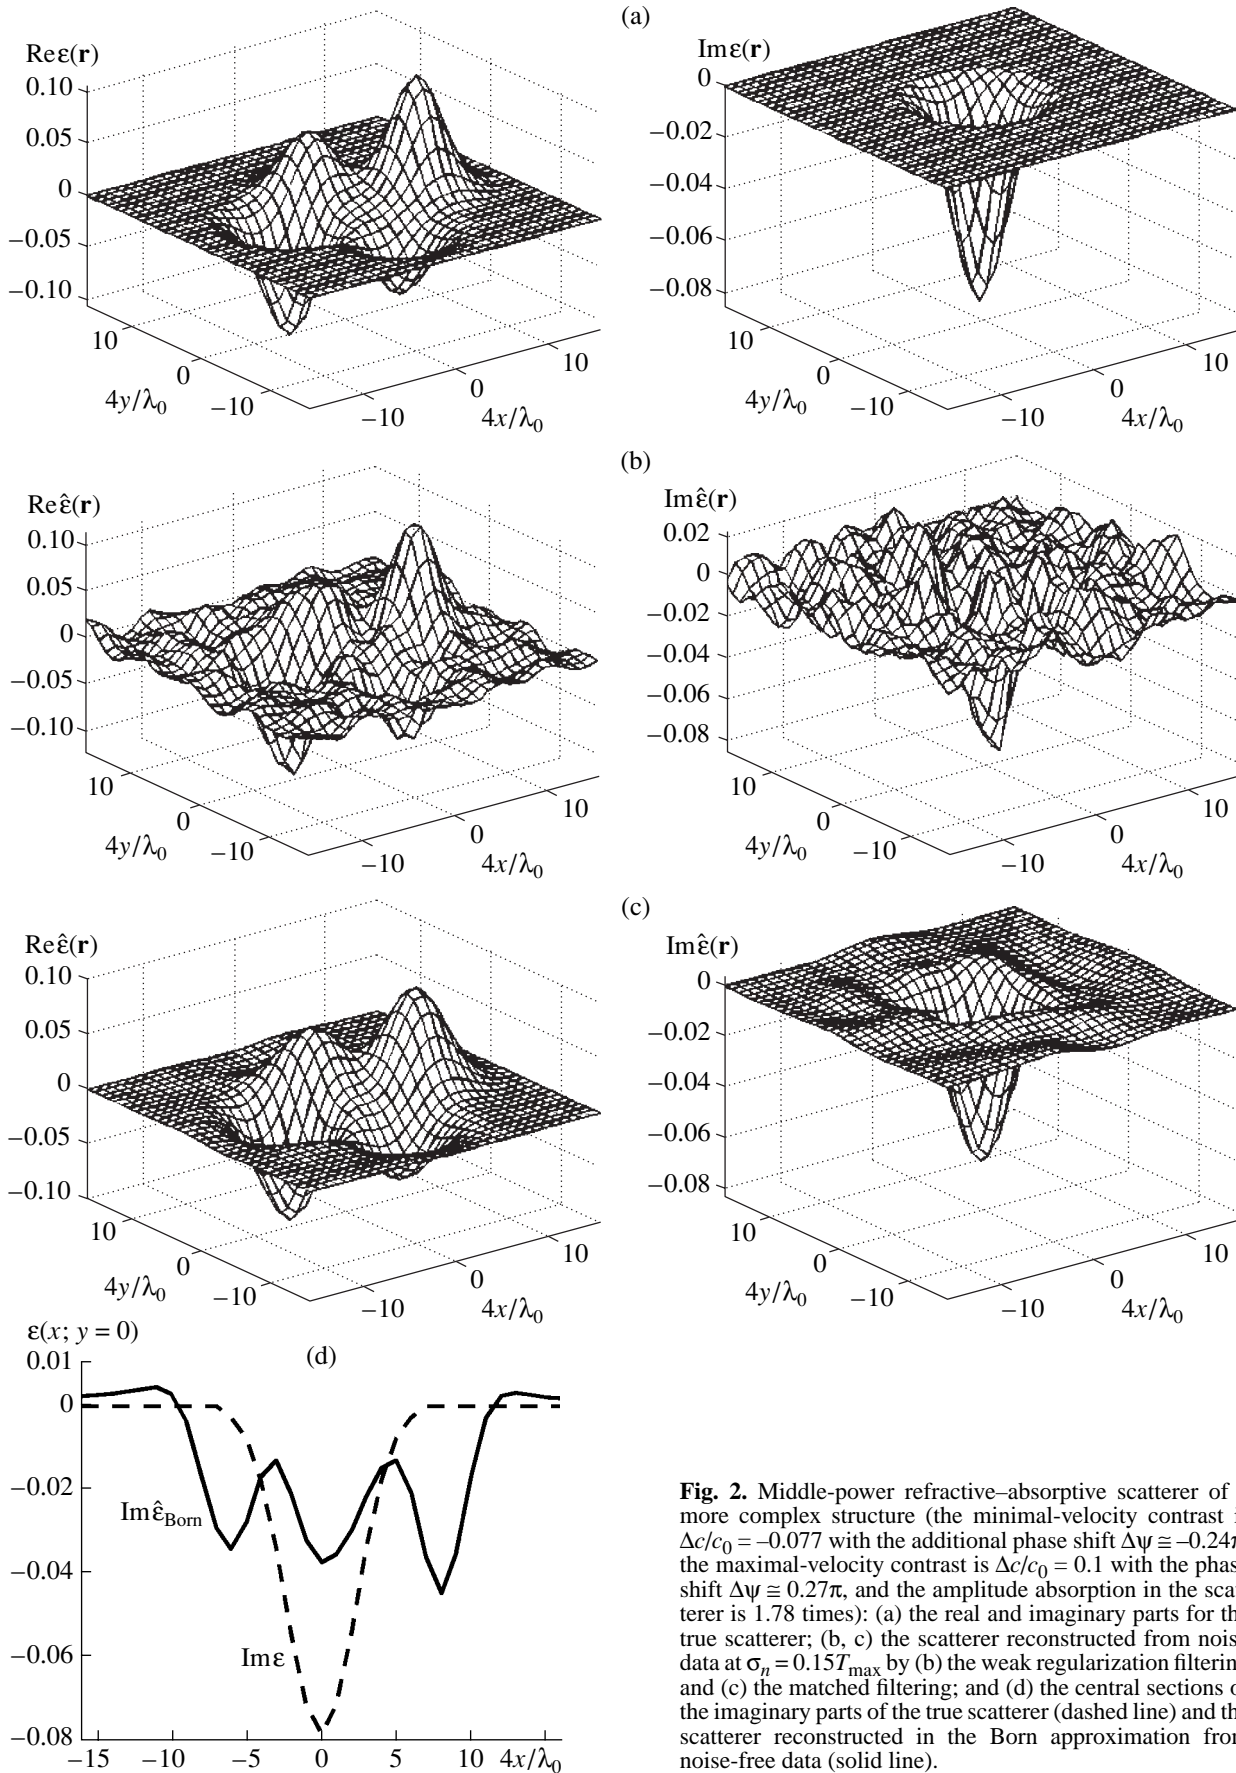 (a)
Reε(r)
0.10
0.05
0
−0.05
−0.10
10
0
−10
4y/λ0
−10
0
10
4x/λ0
Imε(r)
0
−0.02
−0.04
−0.06
−0.08
10
0
−10
4y/λ0
−10
0
10
4x/λ0
(b)
Reε̂(r)
0.10
0.05
0
−0.05
−0.10
10
0
−10
4y/λ0
−10
0
10
4x/λ0
Imε̂(r)
0.02
0
−0.02
−0.04
−0.06
−0.08
10
0
−10
4y/λ0
−10
0
10
4x/λ0
(c)
Reε̂(r)
0.10
0.05
0
−0.05
−0.10
10
0
−10
4y/λ0
−10
0
10
4x/λ0
Imε̂(r)
0
−0.02
−0.04
−0.06
−0.08
10
0
−10
4y/λ0
−10
0
10
4x/λ0
ε(x; y = 0)
(d)
0.01
0
−0.02
−0.04
−0.06
−0.08
Imε̂Born
Imε
−15 −10 −5 0 5 10 4x/λ0
Fig. 2. Middle-power refractive–absorptive scatterer of
more complex structure (the minimal-velocity contrast i
Δc/c0 = −0.077 with the additional phase shift Δψ ≅ −0.24π
the maximal-velocity contrast is Δc/c0 = 0.1 with the phas
shift Δψ ≅ 0.27π, and the amplitude absorption in the scat
terer is 1.78 times): (a) the real and imaginary parts for th
true scatterer; (b, c) the scatterer reconstructed from nois
data at σn = 0.15Tmax by (b) the weak regularization filtering
and (c) the matched filtering; and (d) the central sections o
the imaginary parts of the true scatterer (dashed line) and th
scatterer reconstructed in the Born approximation from
noise-free data (solid line).